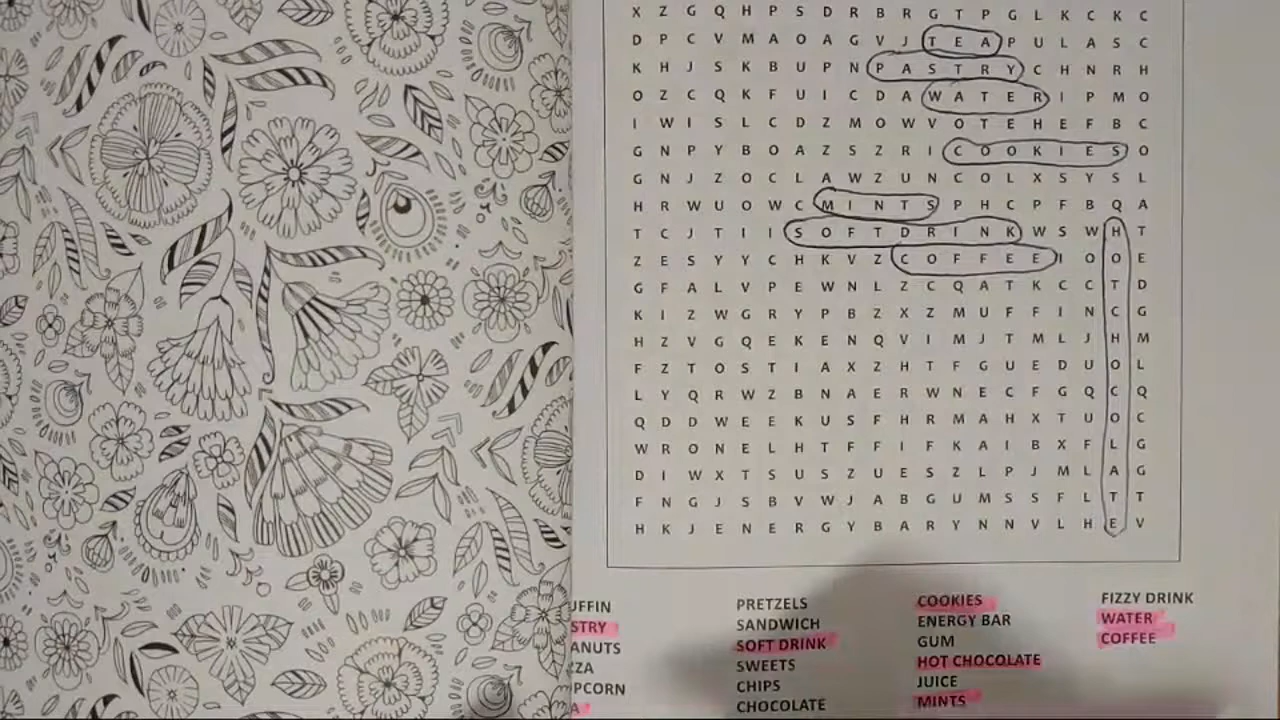 X Z G Q H P S D R B R G T P G L K C K C
D P C V M A O A G V J T E A P U L A S C
K H J S K B U P N P A S T R Y C H N R H
O Z C Q K F U I C D A W A T E R I P M O
I W I S L C D Z M O W V O T E H E F B C
G N P Y B O A Z S Z R I C O O K I E S O
G N J Z O C L A W Z U N C O L X S Y S L
H R W U O W C M I N T S P H C P F B Q A
T C J T I I S O F T D R I N K W S W H T
Z E S Y Y C H K V Z C O F F E E I O O E
G F A L V P E W N L Z C Q A T K C C T D
K I Z W G R Y P B Z X Z M U F F I N C G
H Z V G Q E K E N Q V I M J T M L J H M
F Z T O S T I A X Z H T F G U E D U O L
L Y Q R W Z B N A E R W N E C F G Q C Q
Q D D W E E K U S F H R M A H X T U O C
W R O N E L H T F F I F K A I B X F L G
D I W X T S U S Z U E S Z L P J M L A G
F N G J S B V W J A B G U M S S F L T T
H K J E N E R G Y B A R Y N N V L H E V
UFFIN
STRY
ANUTS
ZZA
PCORN
A
PRETZELS
SANDWICH
SOFT DRINK
SWEETS
CHIPS
CHOCOLATE
COOKIES
ENERGY BAR
GUM
HOT CHOCOLATE
JUICE
MINTS
FIZZY DRINK
WATER
COFFEE